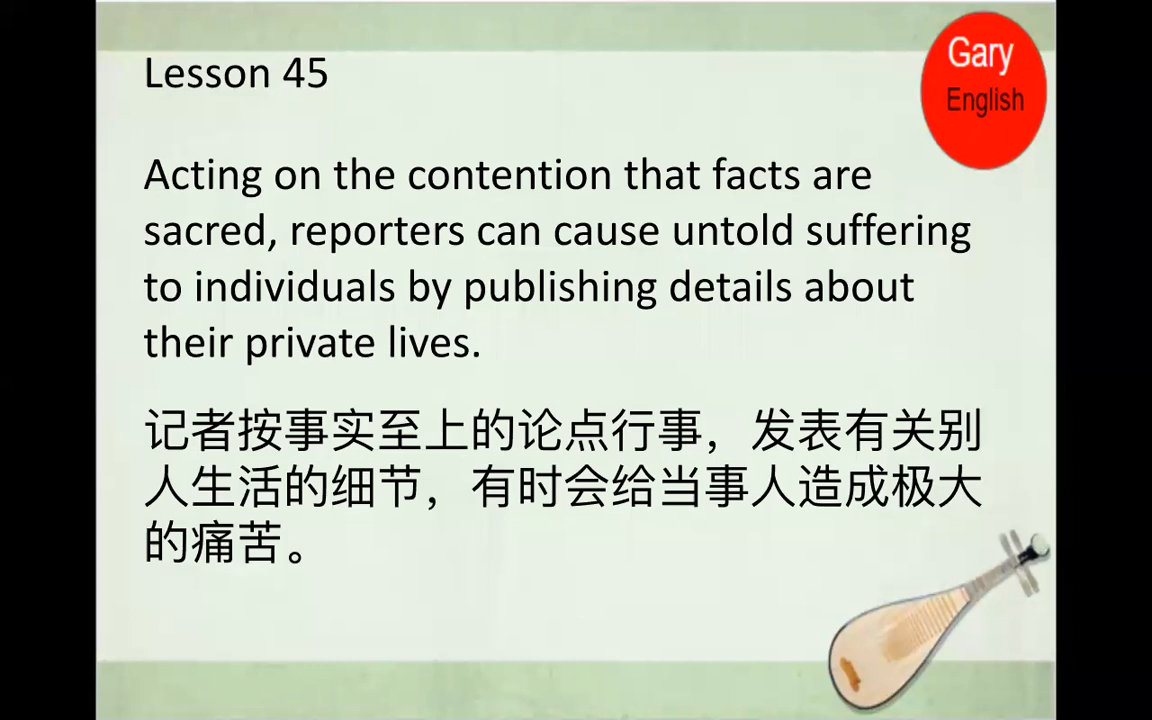 Lesson 45
Gary
English
Acting on the contention that facts are
sacred, reporters can cause untold suffering
to individuals by publishing details about
their private lives.
记者按事实至上的论点行事，发表有关别
人生活的细节，有时会给当事人造成极大
的痛苦。